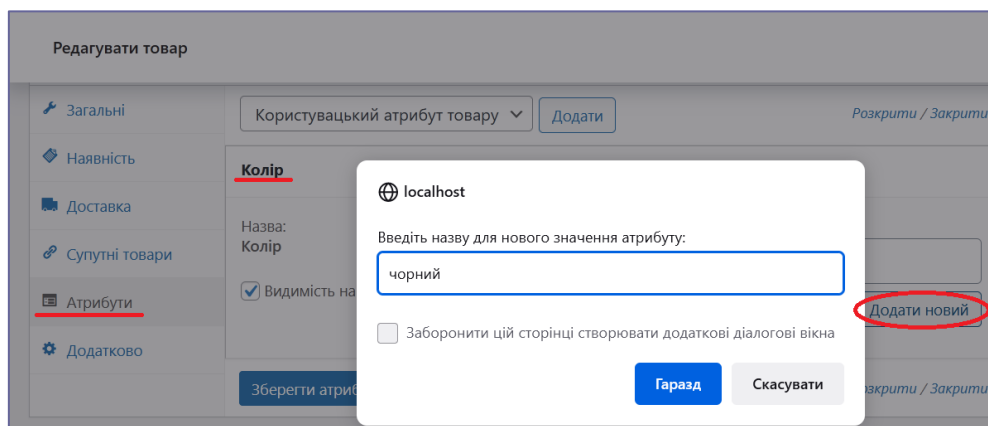 Редагувати товар
Загальні
Користувацький атрибут товару
Додати
Розкрити / Закрити
Наявність
Колір
localhost
Доставка
Назва:
Колір
Введіть назву для нового значення атрибуту:
Супутні товари
чорний
Атрибути
Видимість на
Додати новий
Заборонити цій сторінці створювати додаткові діалогові вікна
Додатково
Зберегти атриб
Гаразд
Скасувати
зкрити / Закрити